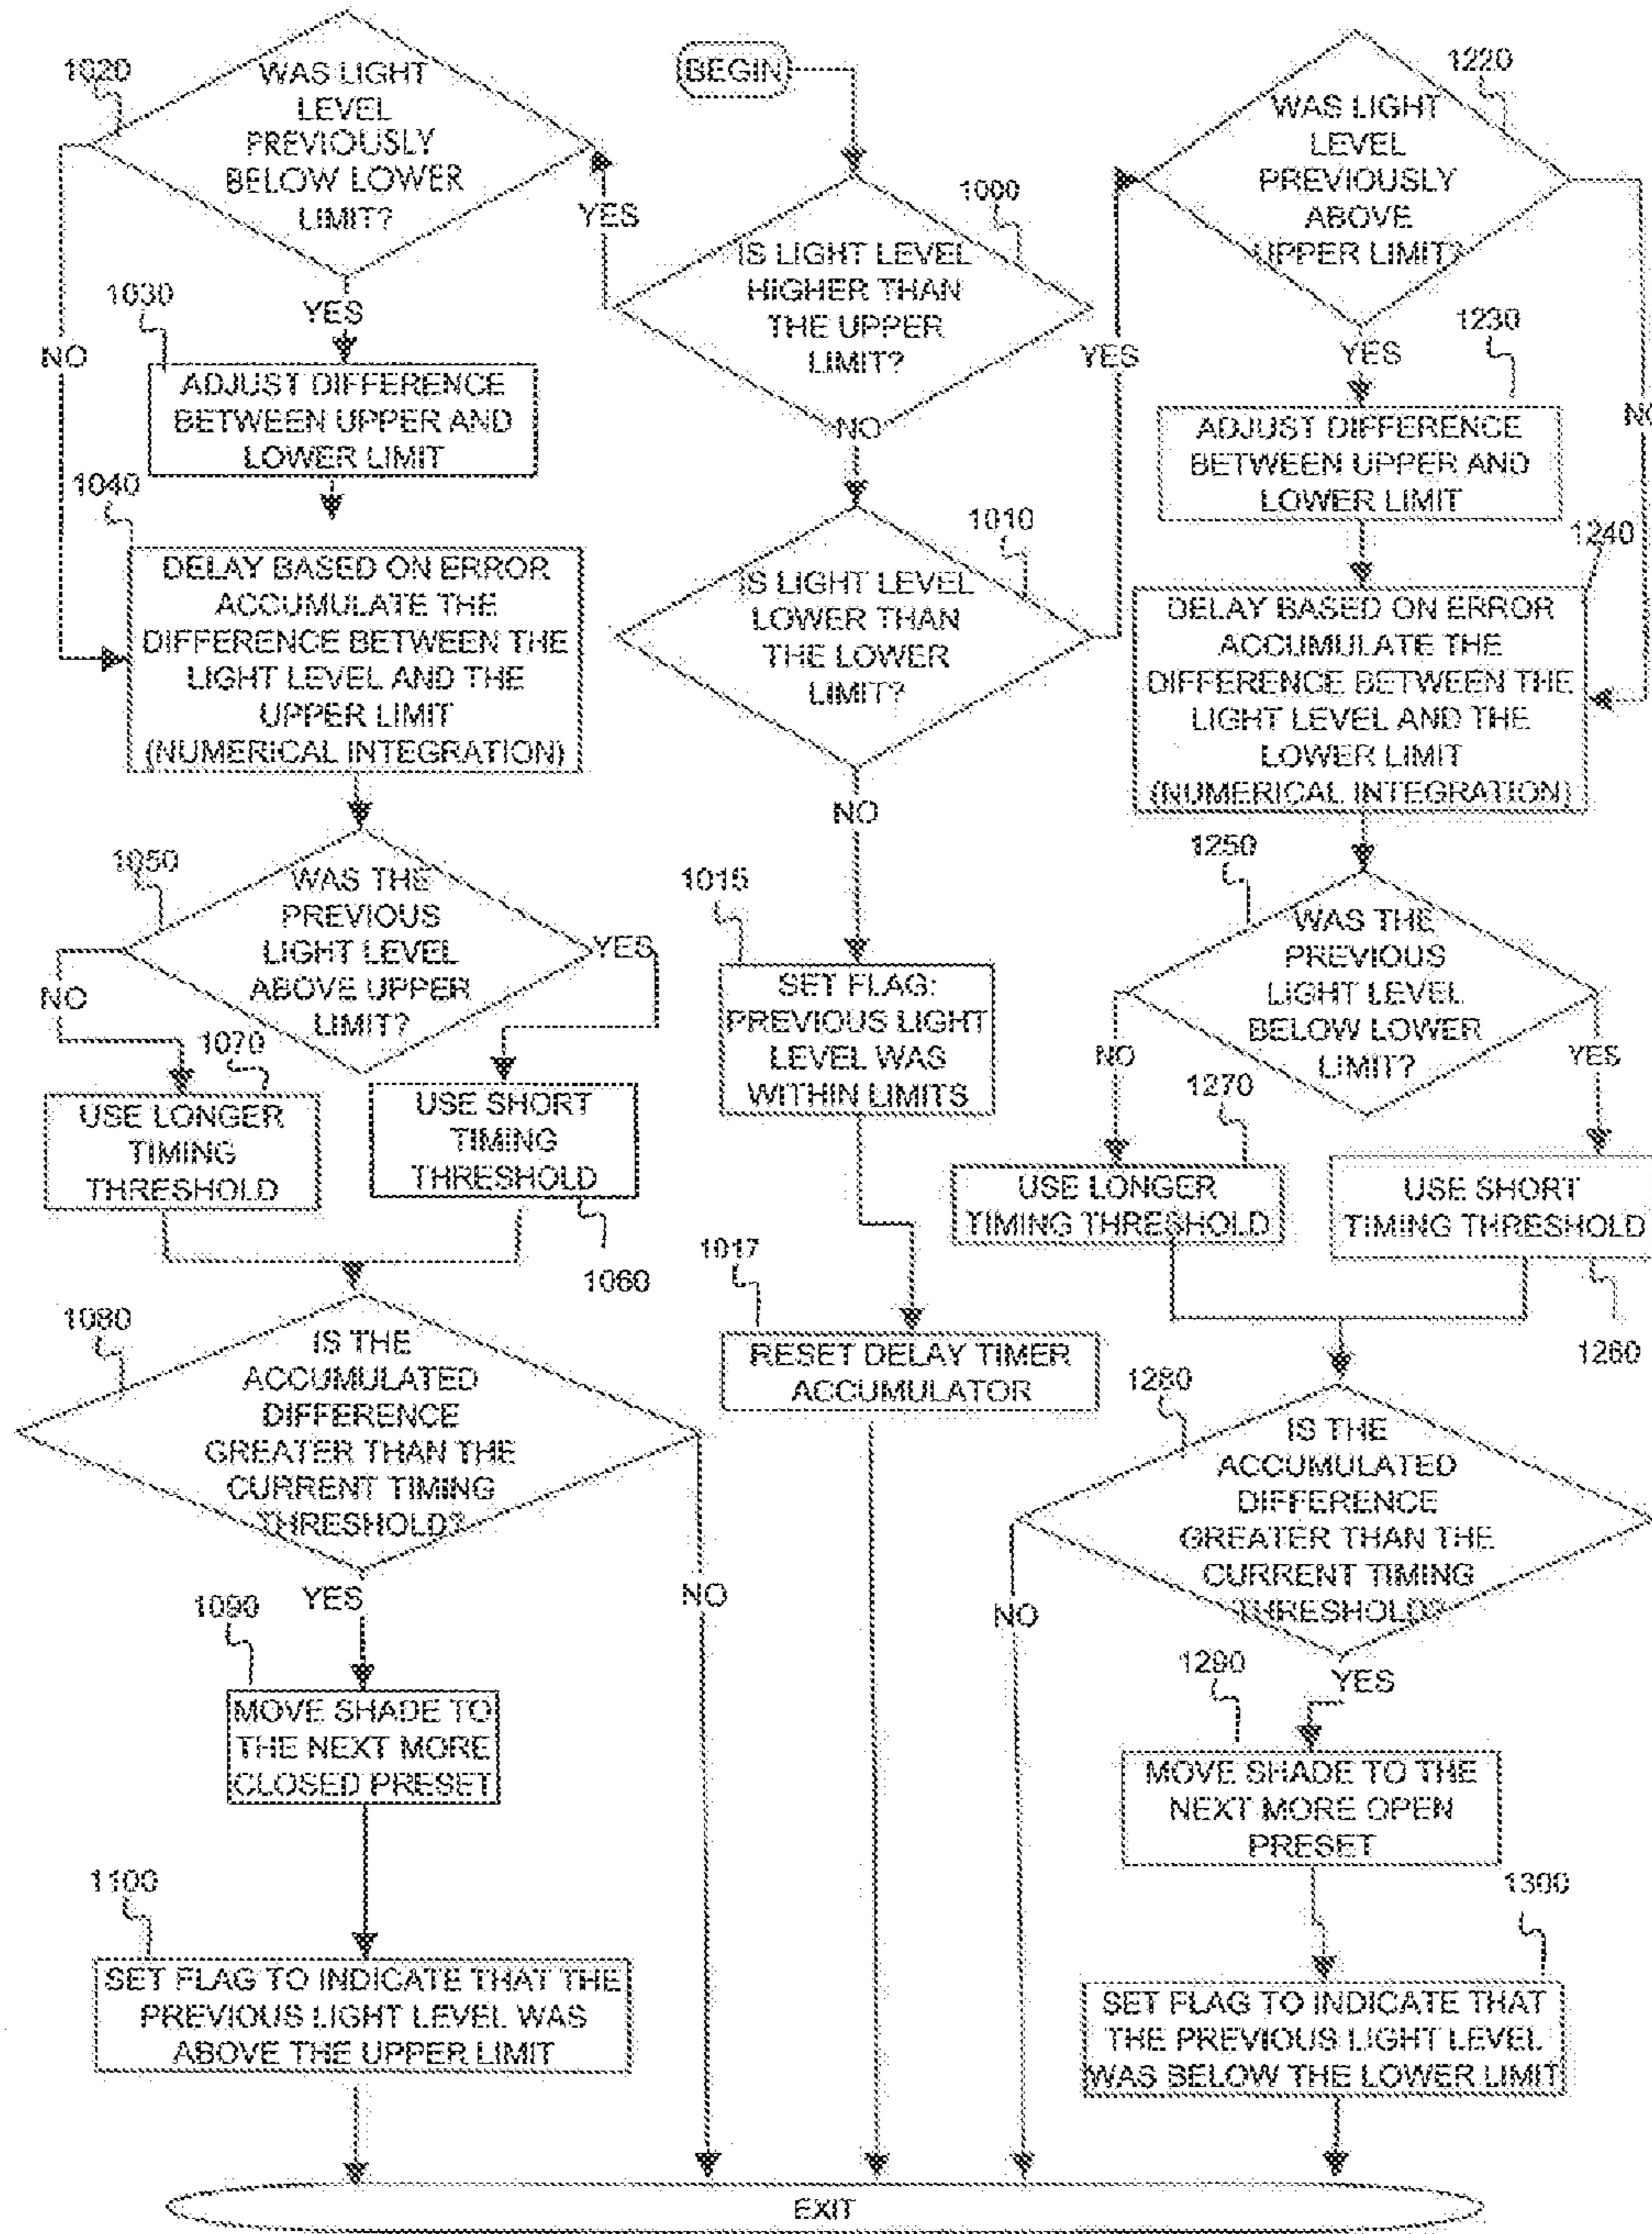 BEGIN
1000
IS LIGHT LEVEL
HIGHER THAN
THE UPPER
LIMIT?
YES
NO
1010
IS LIGHT LEVEL
LOWER THAN
THE LOWER
LIMIT?
YES
NO
1015
SET FLAG:
PREVIOUS LIGHT
LEVEL WAS
WITHIN LIMITS
1017
RESET DELAY TIMER
ACCUMULATOR
1020
WAS LIGHT
LEVEL
PREVIOUSLY
BELOW LOWER
LIMIT?
NO
YES
1030
ADJUST DIFFERENCE
BETWEEN UPPER AND
LOWER LIMIT
1040
DELAY BASED ON ERROR
ACCUMULATE THE
DIFFERENCE BETWEEN THE
LIGHT LEVEL AND THE
UPPER LIMIT
(NUMERICAL INTEGRATION)
1050
WAS THE
PREVIOUS
LIGHT LEVEL
ABOVE UPPER
LIMIT?
NO
YES
1070
USE LONGER
TIMING
THRESHOLD
USE SHORT
TIMING
THRESHOLD
1060
1080
IS THE
ACCUMULATED
DIFFERENCE
GREATER THAN THE
CURRENT TIMING
THRESHOLD?
YES
NO
1090
MOVE SHADE TO
THE NEXT MORE
CLOSED PRESET
1100
SET FLAG TO INDICATE THAT THE
PREVIOUS LIGHT LEVEL WAS
ABOVE THE UPPER LIMIT
1220
WAS LIGHT
LEVEL
PREVIOUSLY
ABOVE
UPPER LIMIT?
YES
NO
1230
ADJUST DIFFERENCE
BETWEEN UPPER AND
LOWER LIMIT
1240
DELAY BASED ON ERROR
ACCUMULATE THE
DIFFERENCE BETWEEN THE
LIGHT LEVEL AND THE
LOWER LIMIT
(NUMERICAL INTEGRATION)
1250
WAS THE
PREVIOUS
LIGHT LEVEL
BELOW LOWER
LIMIT?
NO
YES
1270
USE LONGER
TIMING THRESHOLD
USE SHORT
TIMING THRESHOLD
1260
1280
IS THE
ACCUMULATED
DIFFERENCE
GREATER THAN THE
CURRENT TIMING
THRESHOLD?
NO
YES
1290
MOVE SHADE TO THE
NEXT MORE OPEN
PRESET
1300
SET FLAG TO INDICATE THAT
THE PREVIOUS LIGHT LEVEL
WAS BELOW THE LOWER LIMIT
EXIT